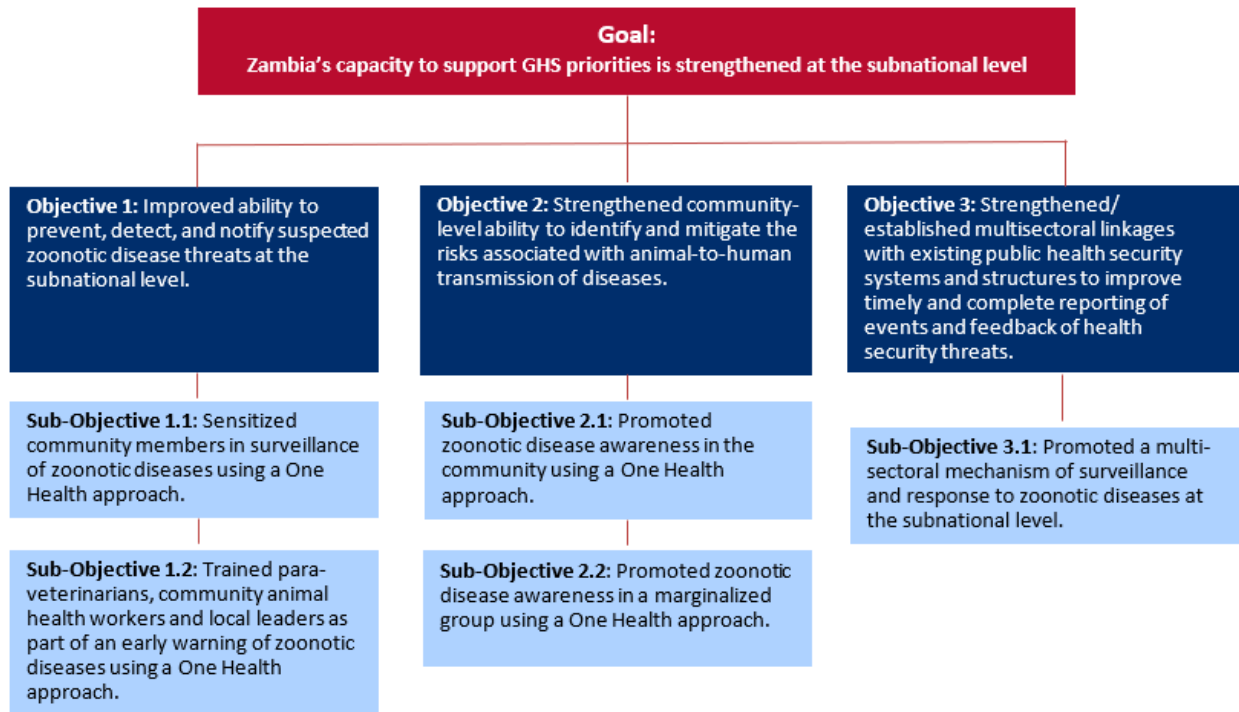 Goal:
Zambia's capacity to support GHS priorities is strengthened at the subnational level
Objective 1: Improved ability to
prevent, detect, and notify suspected
zoonotic disease threats at the
subnational level.
Sub-Objective 1.1: Sensitized
community members in surveillance
of zoonotic diseases using a One
Health approach.
Sub-Objective 1.2: Trained para-
veterinarians, community animal
health workers and local leaders as
part of an early warning of zoonotic
diseases using a One Health
approach.
Objective 2: Strengthened community-
level ability to identify and mitigate the
risks associated with animal-to-human
transmission of diseases.
Sub-Objective 2.1: Promoted
zoonotic disease awareness in
the community using a One Health
approach.
Sub-Objective 2.2: Promoted zoonotic
disease awareness in a marginalized
group using a One Health approach.
Objective 3: Strengthened/
established multisectoral linkages
with existing public health security
systems and structures to improve
timely and complete reporting of
events and feedback of health
security threats.
Sub-Objective 3.1: Promoted a multi-
sectoral mechanism of surveillance
and response to zoonotic diseases at
the subnational level.